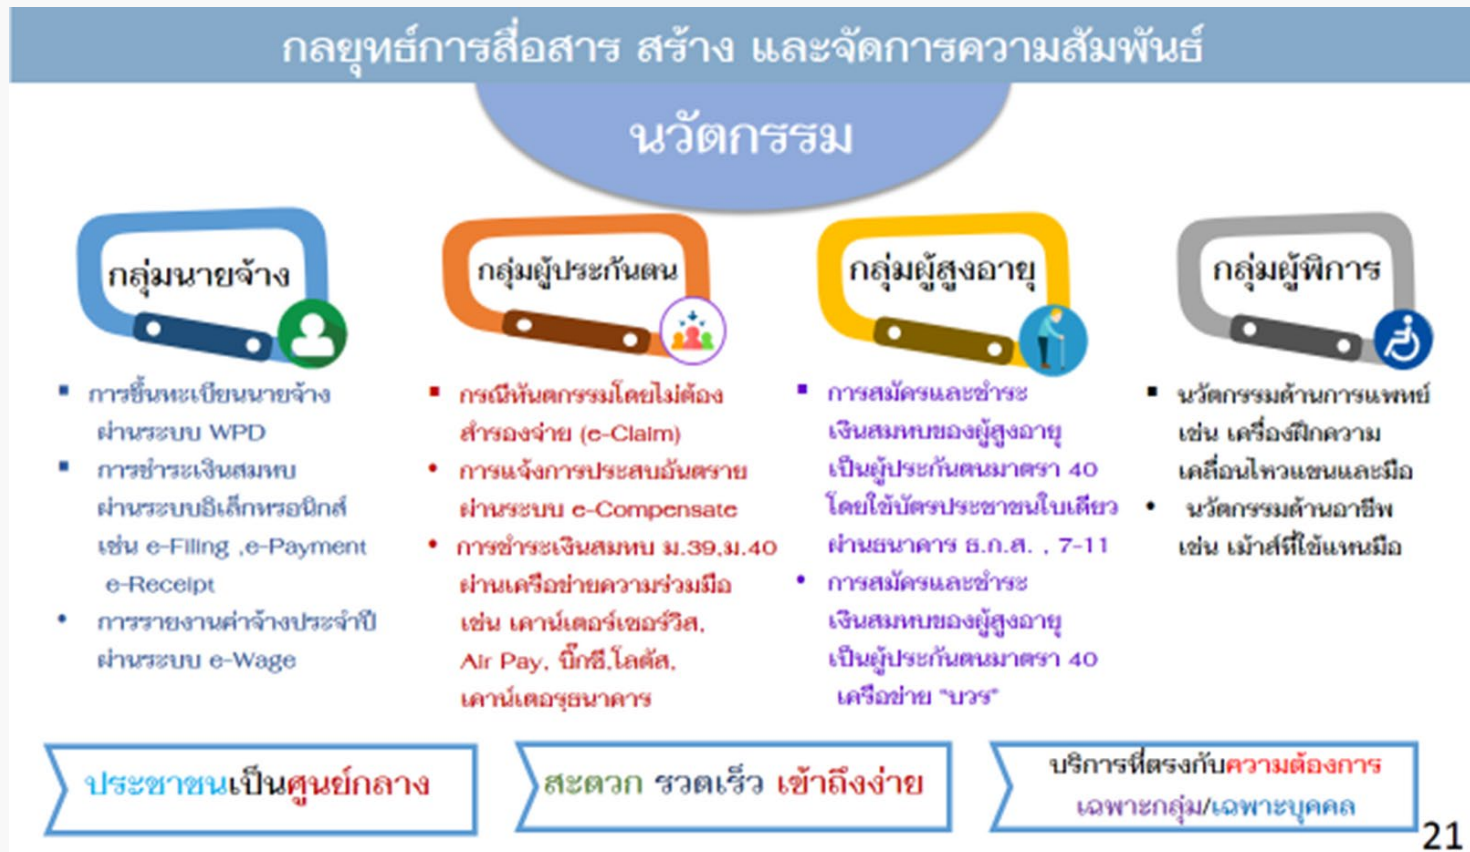 กลยุทธ์การสื่อสาร สร้าง และจัดการความสัมพันธ์
นวัตกรรม
กลุ่มนายจ้าง
▪ การขึ้นทะเบียนนายจ้าง
ผ่านระบบ WPD
▪ การชำระเงินสมทบ
ผ่านระบบอิเล็กทรอนิกส์
เช่น e-Filing ,e-Payment
e-Receipt
• การรายงานค่าจ้างประจำปี
ผ่านระบบ e-Wage
กลุ่มผู้ประกันตน
▪ กรณีทันตกรรมโดยไม่ต้อง
สำรองจ่าย (e-Claim)
• การแจ้งการประสบอันตราย
ผ่านระบบ e-Compensate
• การชำระเงินสมทบ ม.39,ม.40
ผ่านเครือข่ายความร่วมมือ
เช่น เคาน์เตอร์เซอร์วิส,
Air Pay, บิ๊กซี,โลตัส,
เคาน์เตอรฺธนาคาร
กลุ่มผู้สูงอายุ
▪ การสมัครและชำระ
เงินสมทบของผู้สูงอายุ
เป็นผู้ประกันตนมาตรา 40
โดยใช้บัตรประชาชนใบเดียว
ผ่านธนาคาร ธ.ก.ส. , 7-11
• การสมัครและชำระ
เงินสมทบของผู้สูงอายุ
เป็นผู้ประกันตนมาตรา 40
เครือข่าย "บวร"
กลุ่มผู้พิการ
▪ นวัตกรรมด้านการแพทย์
เช่น เครื่องฝึกความ
เคลื่อนไหวแขนและมือ
• นวัตกรรมด้านอาชีพ
เช่น เม้าส์ที่ใช้แทนมือ
ประชาชนเป็นศูนย์กลาง
สะดวก รวดเร็ว เข้าถึงง่าย
บริการที่ตรงกับความต้องการ
เฉพาะกลุ่ม/เฉพาะบุคคล
21